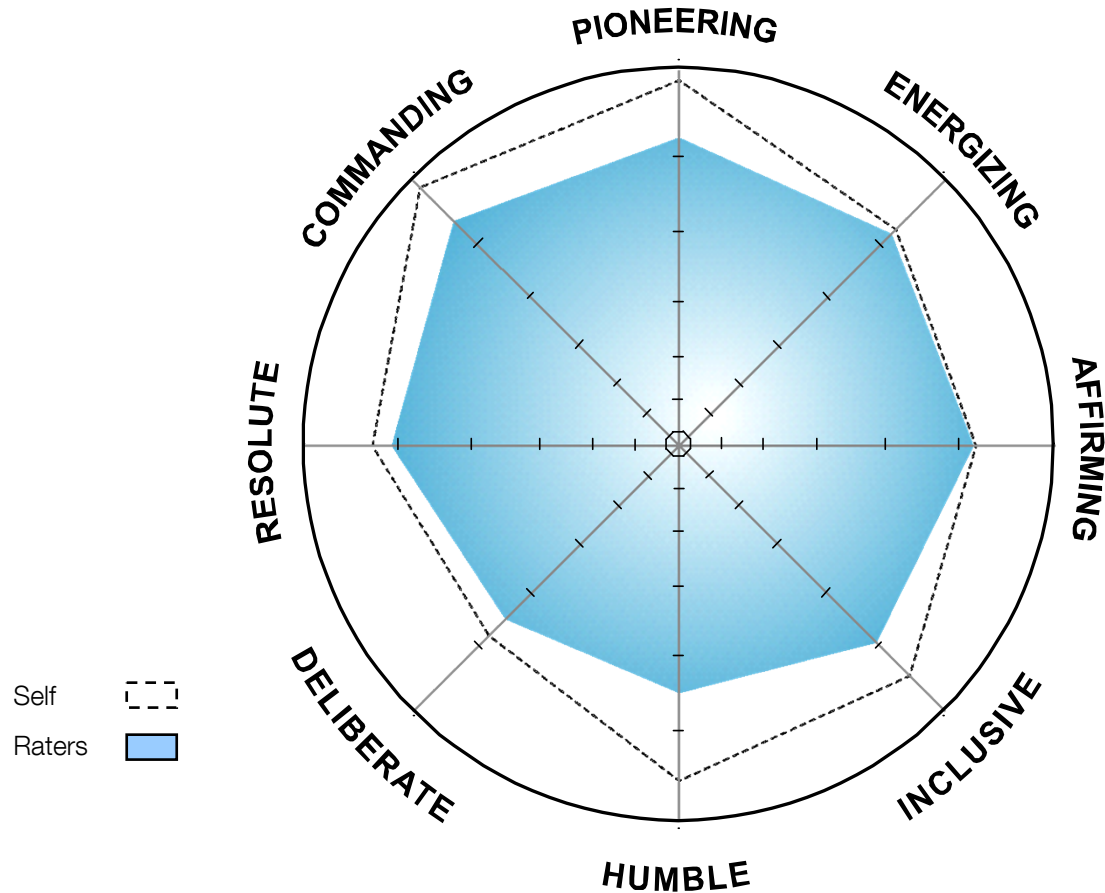 PIONEERING
ENERGIZING
COMMANDING
AFFIRMING
RESOLUTE
INCLUSIVE
DELIBERATE
HUMBLE
Self
Raters